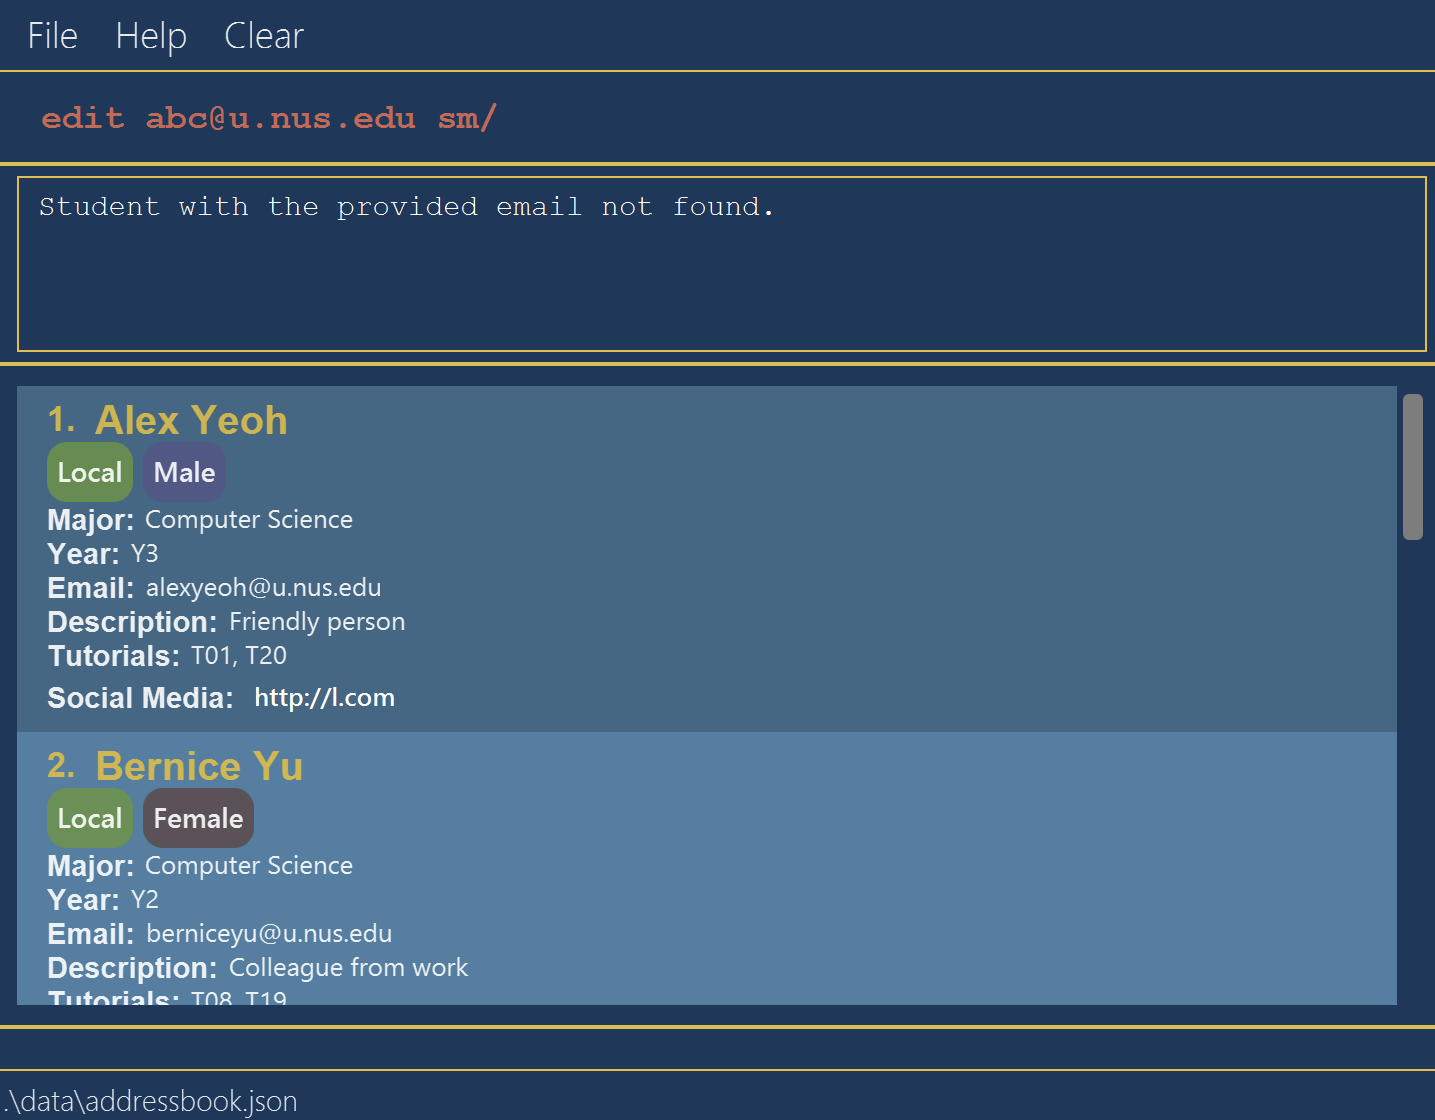 File Help Clear
edit abc@u.nus.edu sm/
Student with the provided email not found.
1. Alex Yeoh
Local Male
Major: Computer Science
Year: Y3
Email: alexyeoh@u.nus.edu
Description: Friendly person
Tutorials: T01, T20
Social Media: http://l.com
2. Bernice Yu
Local Female
Major: Computer Science
Year: Y2
Email: berniceyu@u.nus.edu
Description: Colleague from work
Tutorials: T08, T19
.\data\addressbook.json